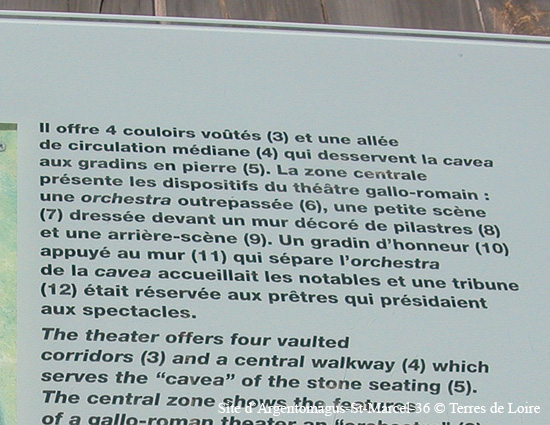 Il offre 4 couloirs voûtés (3) et une allée
de circulation médiane (4) qui desservent la cavea
aux gradins en pierre (5). La zone centrale
présente les dispositifs du théâtre gallo-romain :
une orchestra outrepassée (6), une petite scène
(7) dressée devant un mur décoré de pilastres (8)
et une arrière-scène (9). Un gradin d'honneur (10)
appuyé au mur (11) qui sépare l'orchestra
de la cavea accueillait les notables et une tribune
(12) était réservée aux prêtres qui présidaient
aux spectacles.
The theater offers four vaulted
corridors (3) and a central walkway (4) which
serves the “cavea” of the stone seating (5).
The central zone shows the features
of a gallo-roman theater an
Site d'Argentomagus-St-Marcel-36 © Terres de Loire